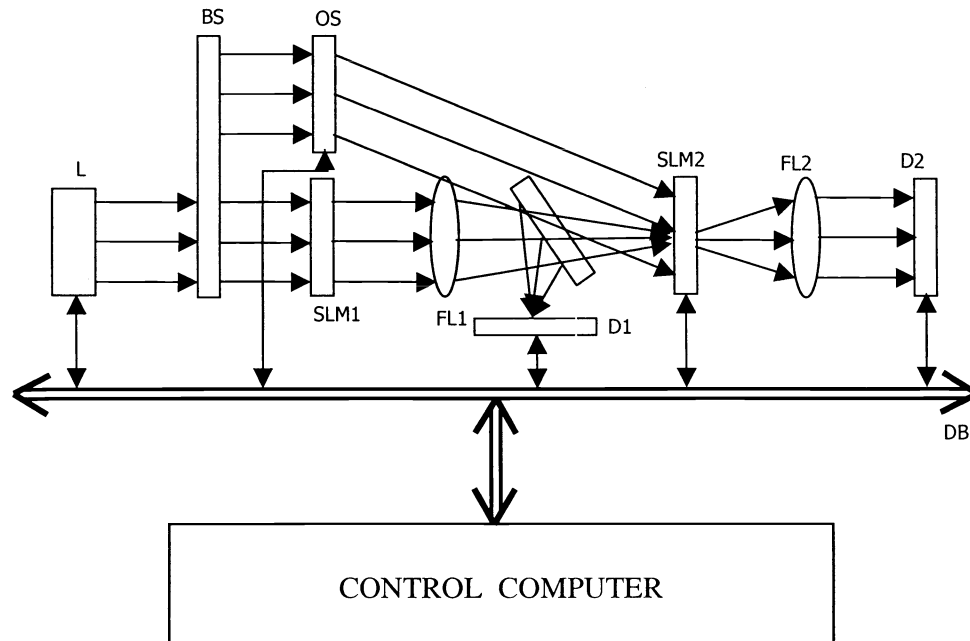 BS
OS
L
SLM2
FL2
D2
SLM1
FL1
D1
DB
CONTROL COMPUTER